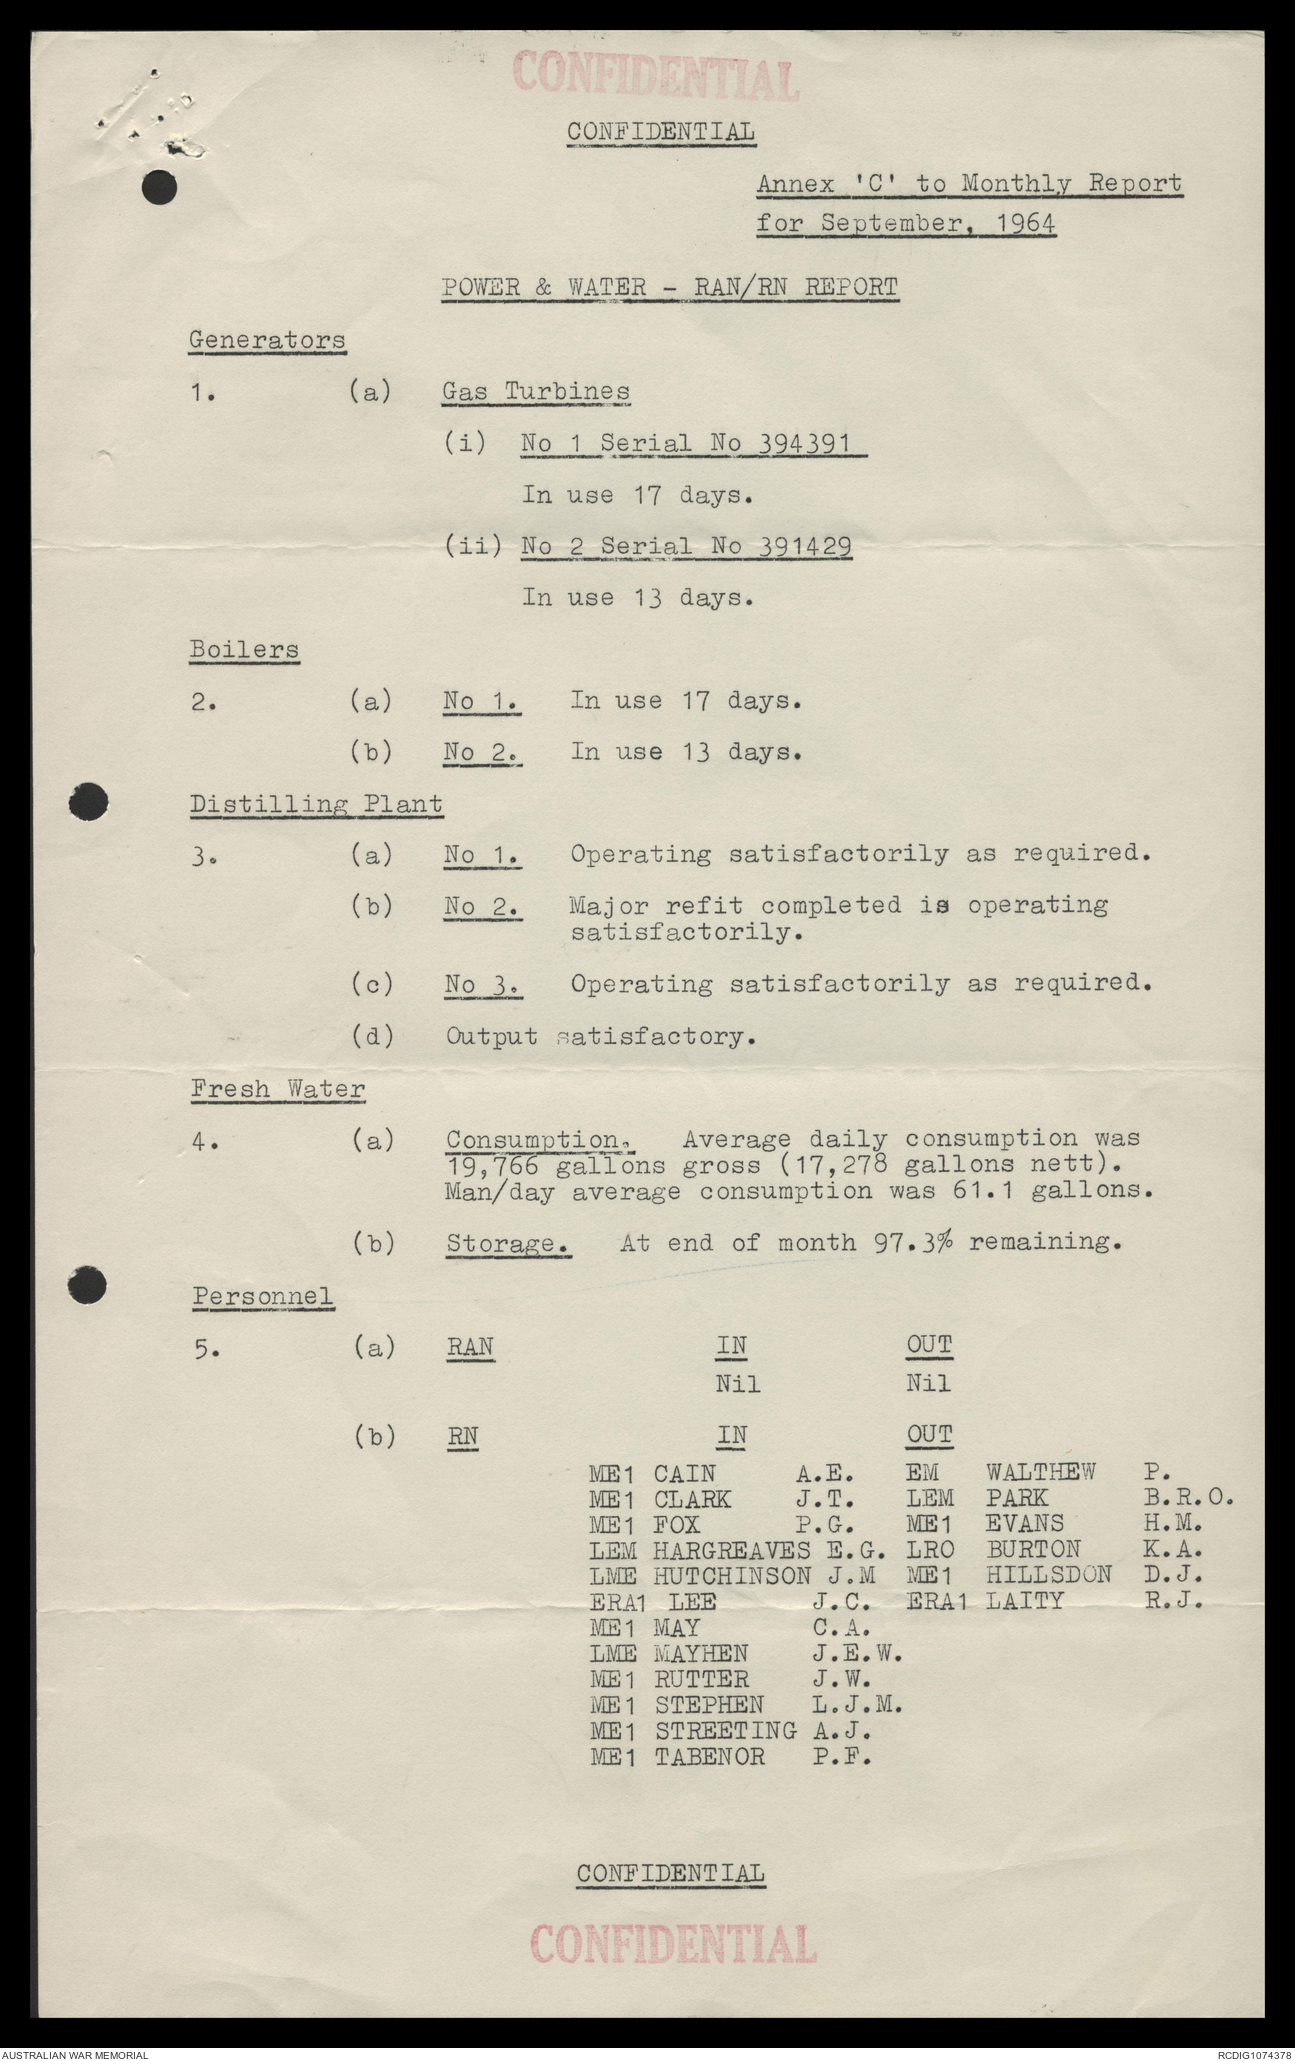 CONFIDENTIAL
CONFIDENTIAL
Annex 'C' to Monthly Report
for September, 1964
POWER & WATER - RAN/RN REPORT
Generators
1. (a) Gas Turbines
(i) No 1 Serial No 394391
In use 17 days.
(ii) No 2 Serial No 391429
In use 13 days.
Boilers
2. (a) No 1. In use 17 days.
(b) No 2. In use 13 days.
Distilling Plant
3. (a) No 1. Operating satisfactorily as required.
(b) No 2. Major refit completed is operating
satisfactorily.
(c) No 3. Operating satisfactorily as required.
(d) Output satisfactory.
Fresh Water
4. (a) Consumption. Average daily consumption was
19,766 gallons gross (17,278 gallons nett).
Man/day average consumption was 61.1 gallons.
(b) Storage. At end of month 97.3% remaining.
Personnel
5. (a) RAN IN OUT
Nil Nil
(b) RN IN OUT
ME1 CAIN A.E. EM WALTHEW P.
ME1 CLARK J.T. LEM PARK B.R.O.
ME1 FOX P.G. ME1 EVANS H.M.
LEM HARGREAVES E.G. LRO BURTON K.A.
LME HUTCHINSON J.M ME1 HILLSDON D.J.
ERA1 LEE J.C. ERA1 LAITY R.J.
ME1 MAY C.A.
LME MAYHEN J.E.W.
ME1 RUTTER J.W.
ME1 STEPHEN L.J.M.
ME1 STREETING A.J.
ME1 TABENOR P.F.
CONFIDENTIAL
CONFIDENTIAL
AUSTRALIAN WAR MEMORIAL RCDIG1074378